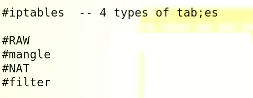 #iptables  -- 4 types of tab;es
#RAW
#mangle
#NAT
#filter